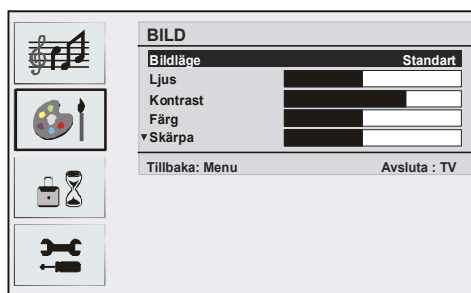 BILD
Bildläge Standart
Ljus
Kontrast
Färg
▼Skärpa
Tillbaka: Menu Avsluta : TV